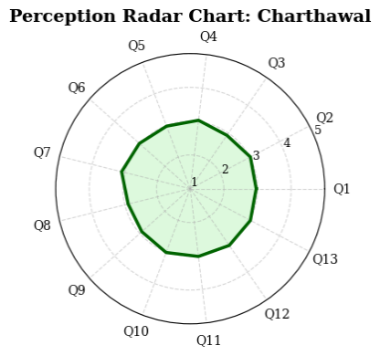 Perception Radar Chart: Charthawal
Q4
Q5
Q3
Q6
Q2
5
4
Q7
3
2
1
Q1
Q8
Q13
Q9
Q12
Q10
Q11